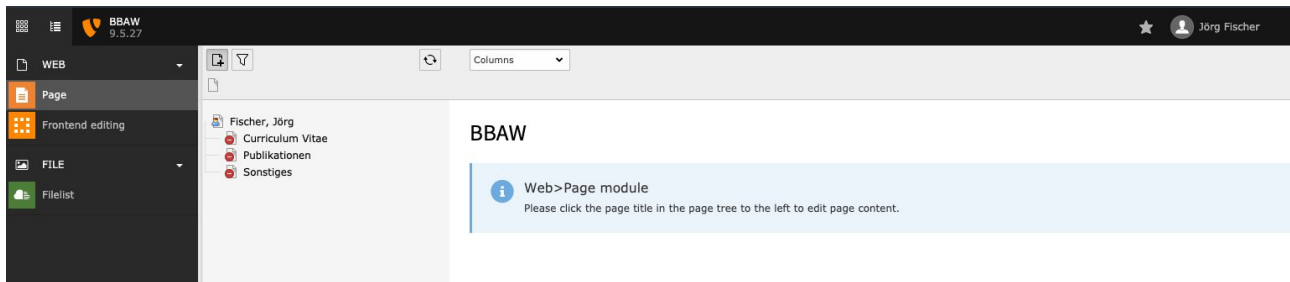 BBAW
9.5.27
Jörg Fischer
WEB
Page
Frontend editing
FILE
Filelist
Columns
Fischer, Jörg
Curriculum Vitae
Publikationen
Sonstiges
BBAW
Web>Page module
Please click the page title in the page tree to the left to edit page content.